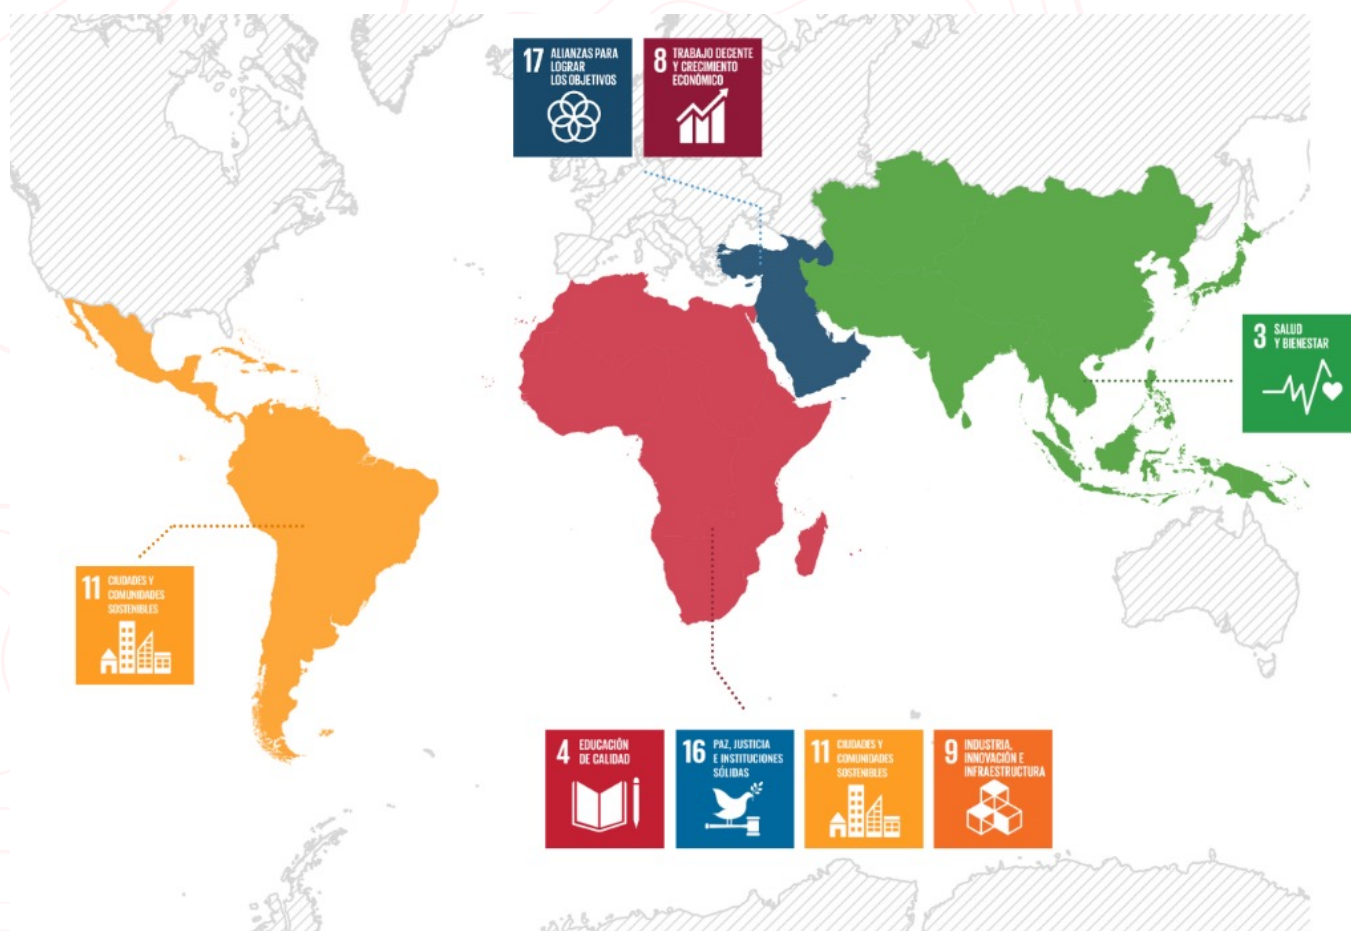 17 ALIANZAS PARA
LOGRAR
LOS OBJETIVOS
8 TRABAJO DECENTE
Y CRECIMIENTO
ECONÓMICO
3 SALUD
Y BIENESTAR
11 CIUDADES Y
COMUNIDADES
SOSTENIBLES
4 EDUCACIÓN
DE CALIDAD
16 PAZ, JUSTICIA
E INSTITUCIONES
SÓLIDAS
11 CIUDADES Y
COMUNIDADES
SOSTENIBLES
9 INDUSTRIA,
INNOVACIÓN E
INFRAESTRUCTURA